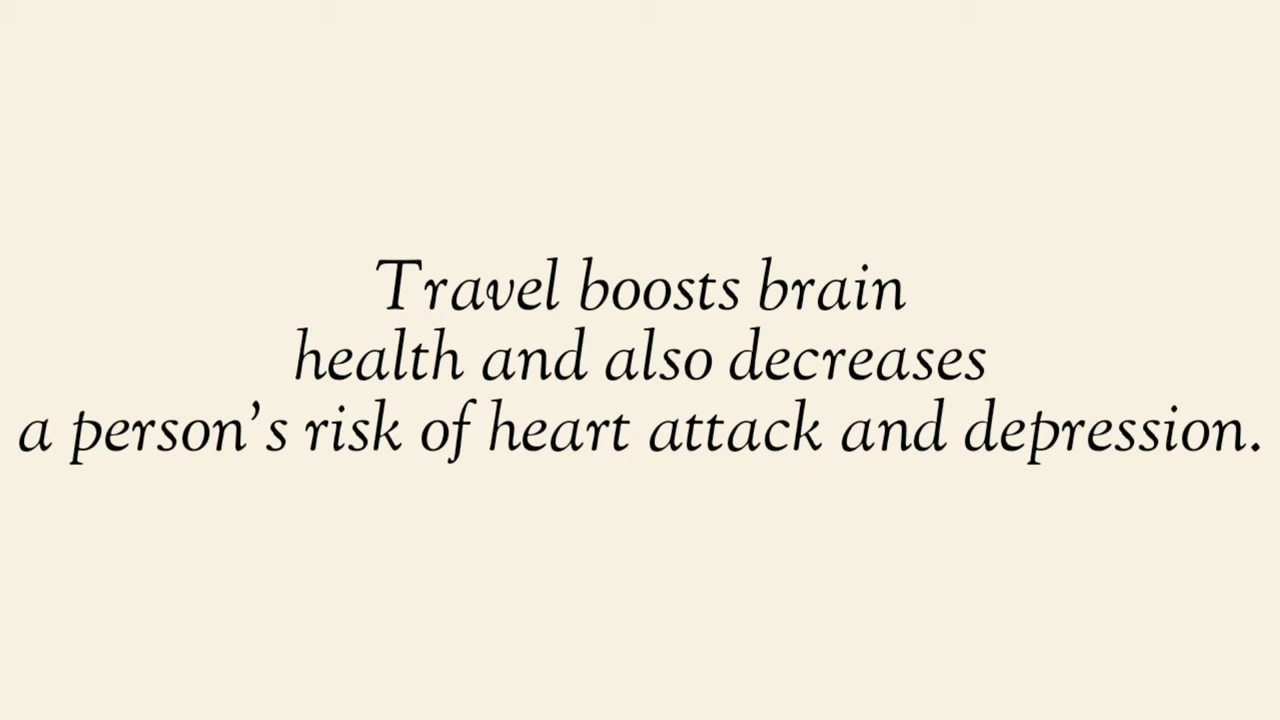 Travel boosts brain
health and also decreases
a person’s risk of heart attack and depression.